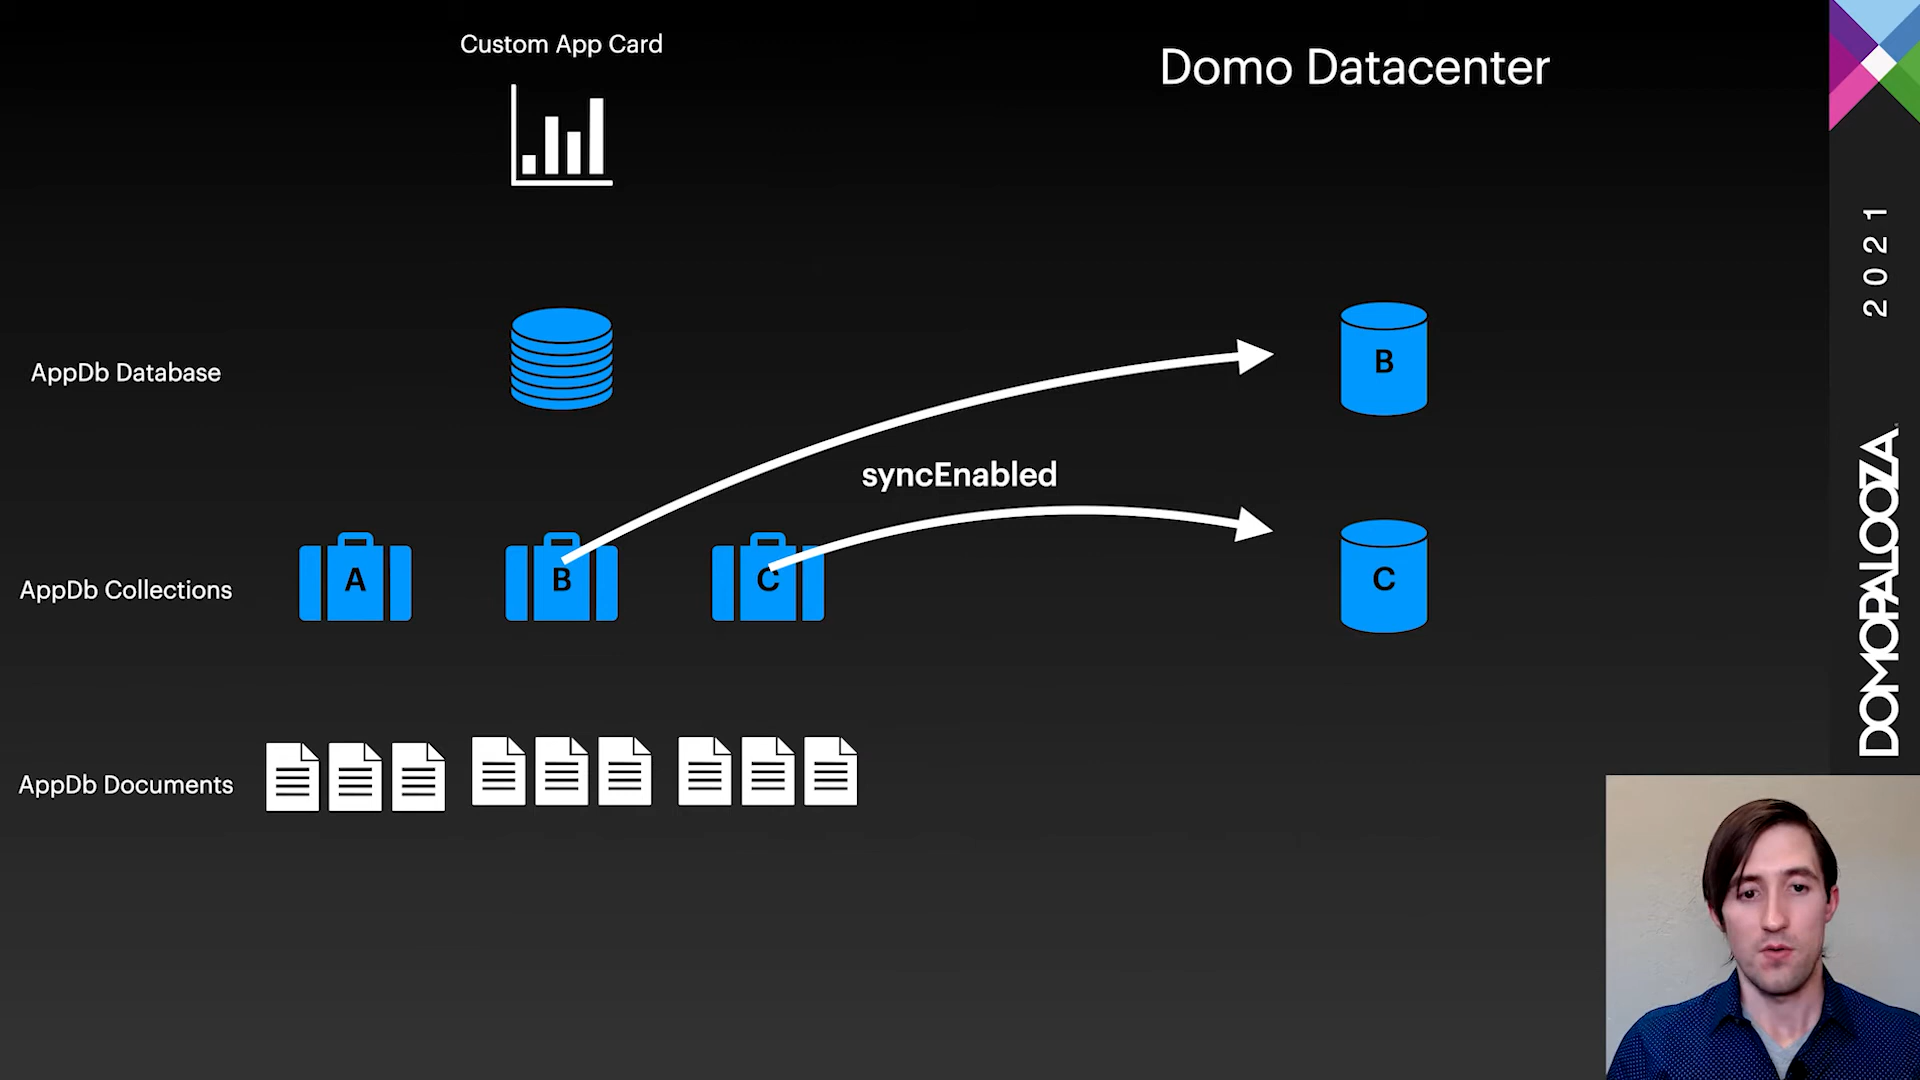 Custom App Card
Domo Datacenter
AppDb Database
B
syncEnabled
AppDb Collections
A
B
C
C
AppDb Documents
2021
DOMOPALOOZA